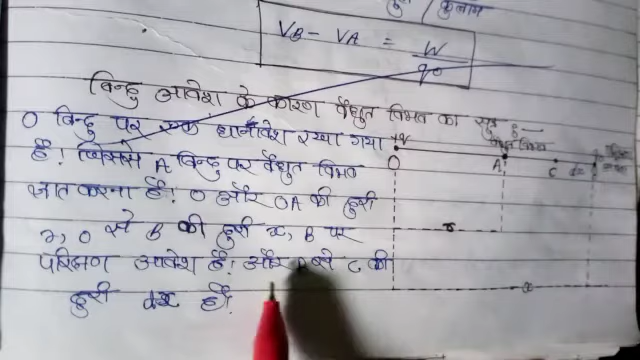 VB - VA = W / q0
बिन्दु आवेश के कारण वैद्युत विभव का सूत्र :-
O बिन्दु पर एक धनावेश रखा गया
है। जिससे A बिन्दु पर वैद्युत विभव
ज्ञात करना है। O और OA की दूरी
r, O से B की दूरी x, B पर
परिक्षण आवेश है। और B से C की
दूरी dx है।
O A C dx
r
x